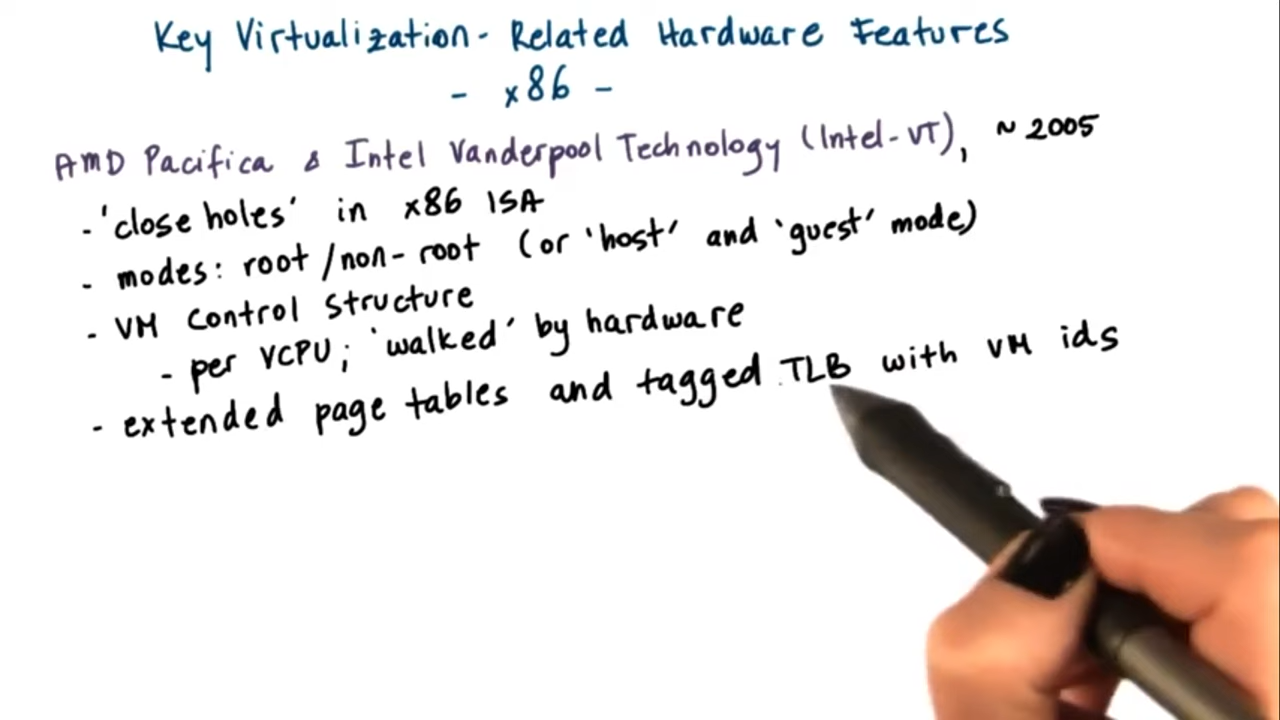 Key Virtualization - Related Hardware Features
- x86 -
AMD Pacifica & Intel Vanderpool Technology (Intel-VT), ~ 2005
- 'close holes' in x86 ISA
- modes: root/non-root (or 'host' and 'guest' mode)
- VM Control Structure
- per VCPU; 'walked' by hardware
- extended page tables and tagged TLB with VM ids